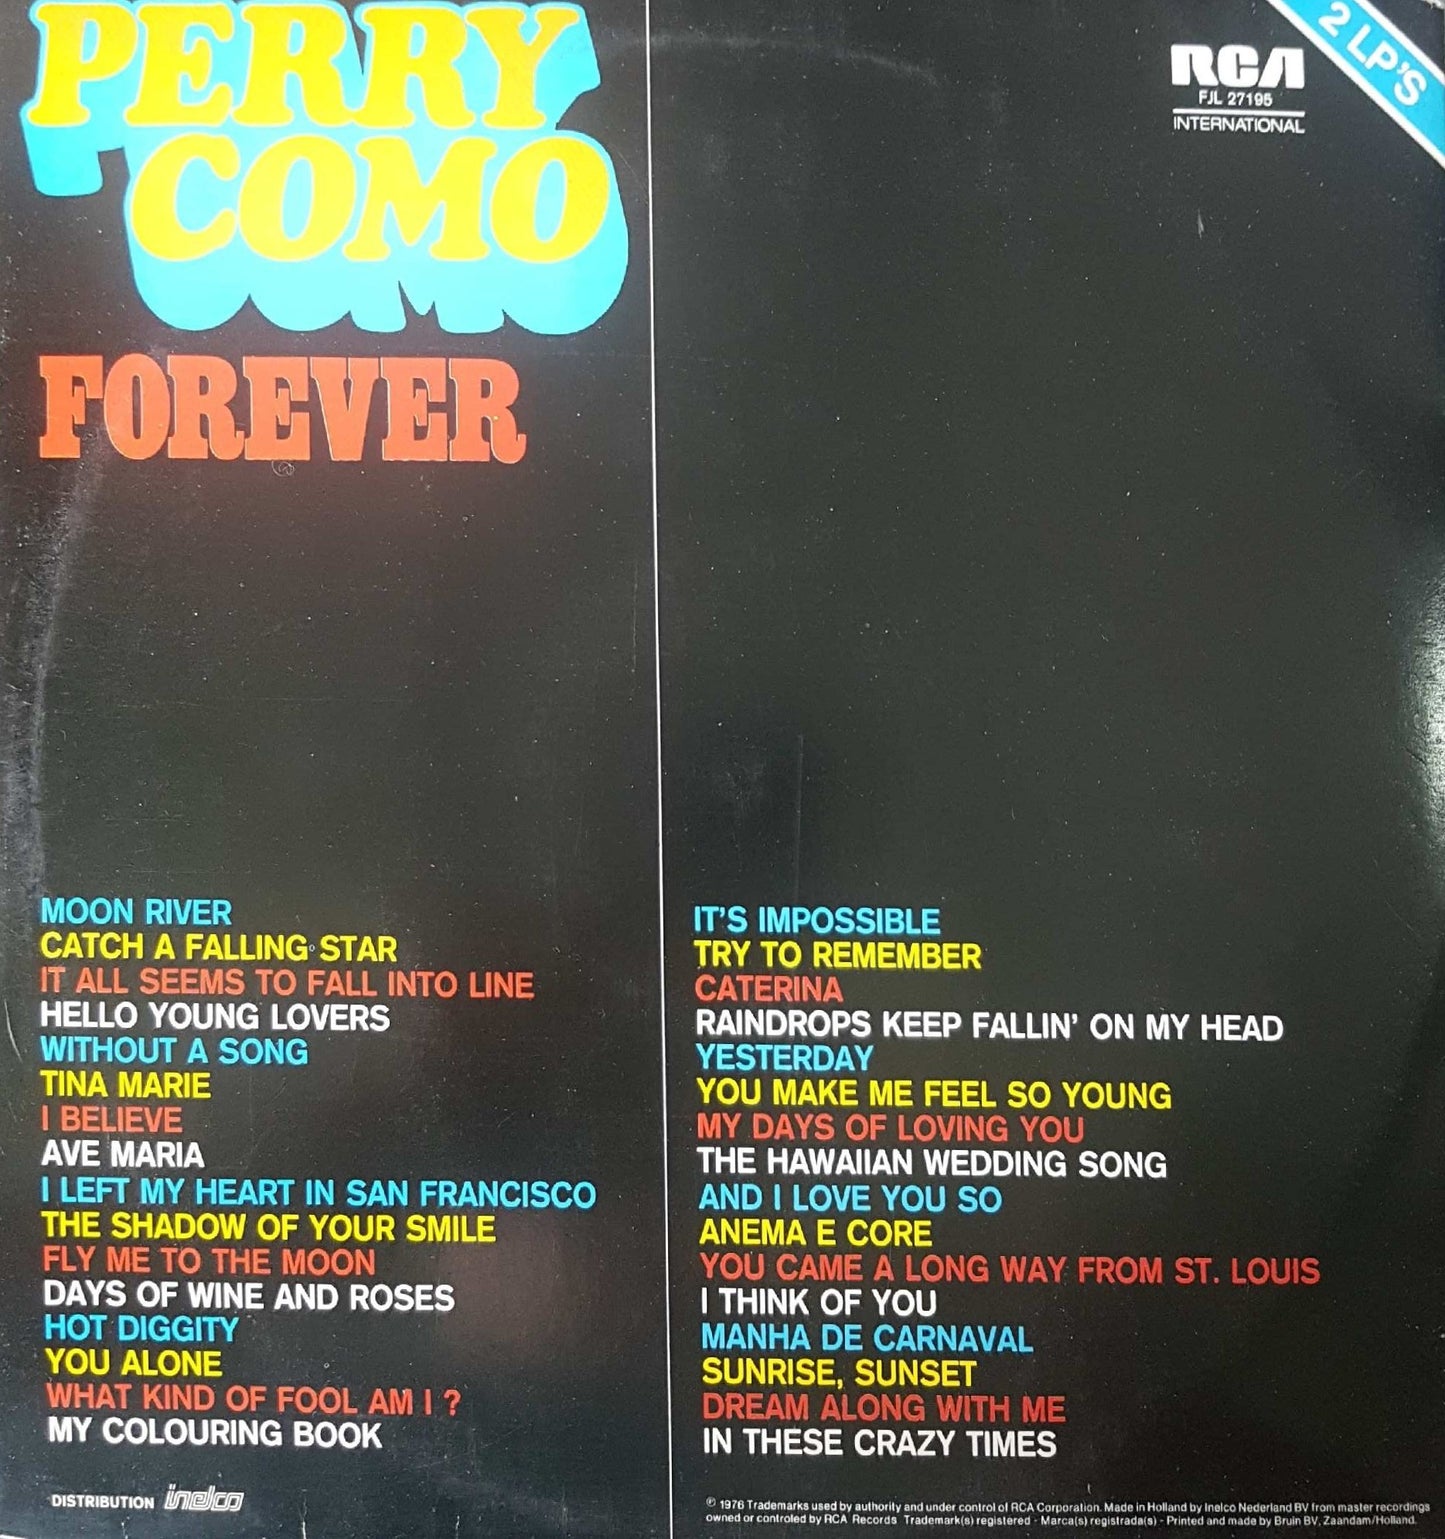 PERRY
COMO
FOREVER
2 LP'S
RCA
FJL 27195
INTERNATIONAL
MOON RIVER
CATCH A FALLING STAR
IT ALL SEEMS TO FALL INTO LINE
HELLO YOUNG LOVERS
WITHOUT A SONG
TINA MARIE
I BELIEVE
AVE MARIA
I LEFT MY HEART IN SAN FRANCISCO
THE SHADOW OF YOUR SMILE
FLY ME TO THE MOON
DAYS OF WINE AND ROSES
HOT DIGGITY
YOU ALONE
WHAT KIND OF FOOL AM I ?
MY COLOURING BOOK
IT'S IMPOSSIBLE
TRY TO REMEMBER
CATERINA
RAINDROPS KEEP FALLIN' ON MY HEAD
YESTERDAY
YOU MAKE ME FEEL SO YOUNG
MY DAYS OF LOVING YOU
THE HAWAIIAN WEDDING SONG
AND I LOVE YOU SO
ANEMA E CORE
YOU CAME A LONG WAY FROM ST. LOUIS
I THINK OF YOU
MANHA DE CARNAVAL
SUNRISE, SUNSET
DREAM ALONG WITH ME
IN THESE CRAZY TIMES
DISTRIBUTION inelco
℗ 1976 Trademarks used by authority and under control of RCA Corporation. Made in Holland by Inelco Nederland BV from master recordings
owned or controled by RCA Records Trademark(s) registered - Marca(s) registrada(s) - Printed and made by Bruin BV, Zaandam/Holland.